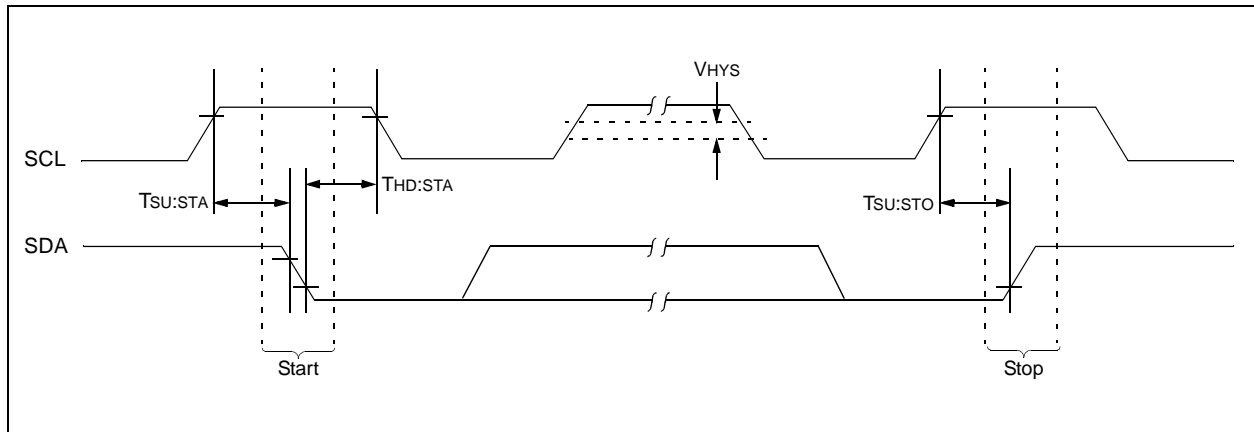 VHYS
SCL
TSU:STA
THD:STA
TSU:STO
SDA
Start
Stop